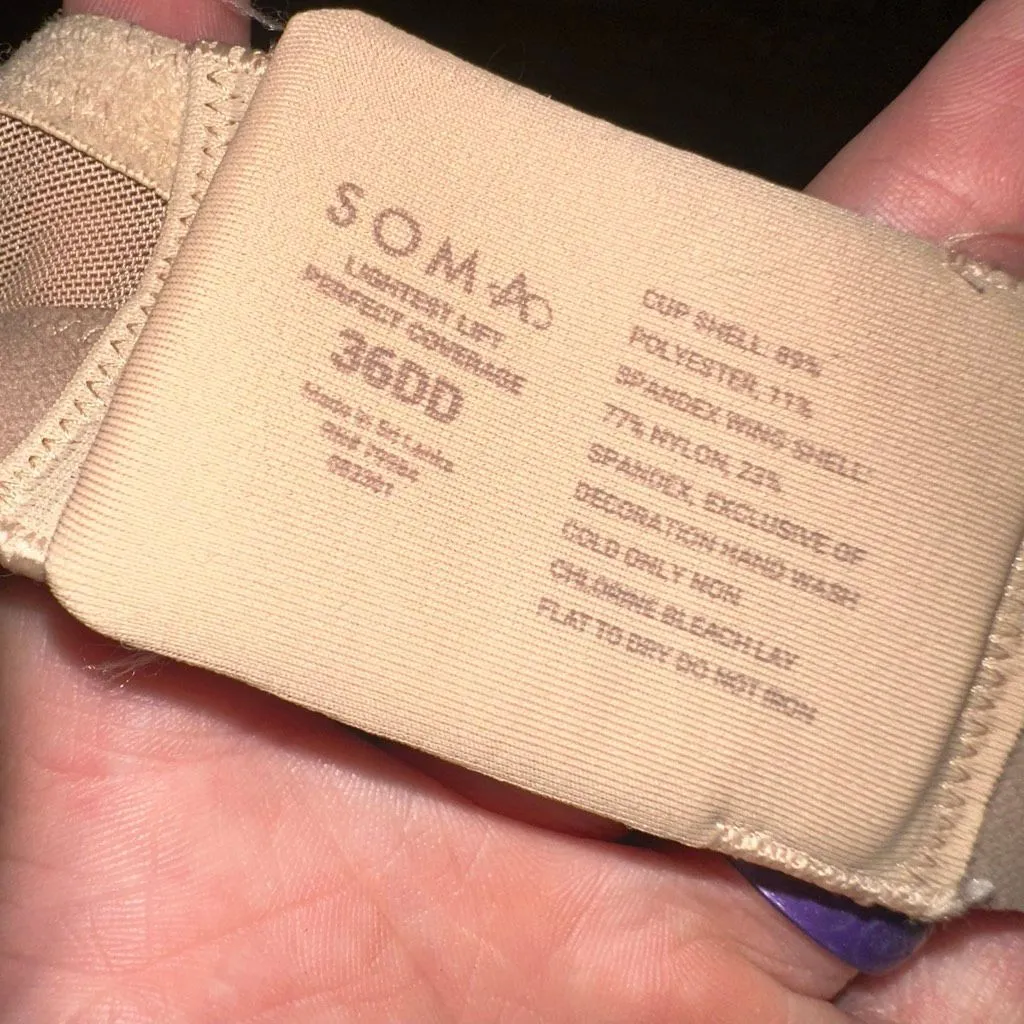 SOMA
LIGHTEST LIFT
PERFECT COVERAGE
36DD
Made in Sri Lanka
CUP SHELL: 89%
POLYESTER, 11%
SPANDEX WING SHELL:
77% NYLON, 23%
SPANDEX, EXCLUSIVE OF
DECORATION HAND WASH
COLD ONLY NON
CHLORINE BLEACH LAY
FLAT TO DRY DO NOT IRON